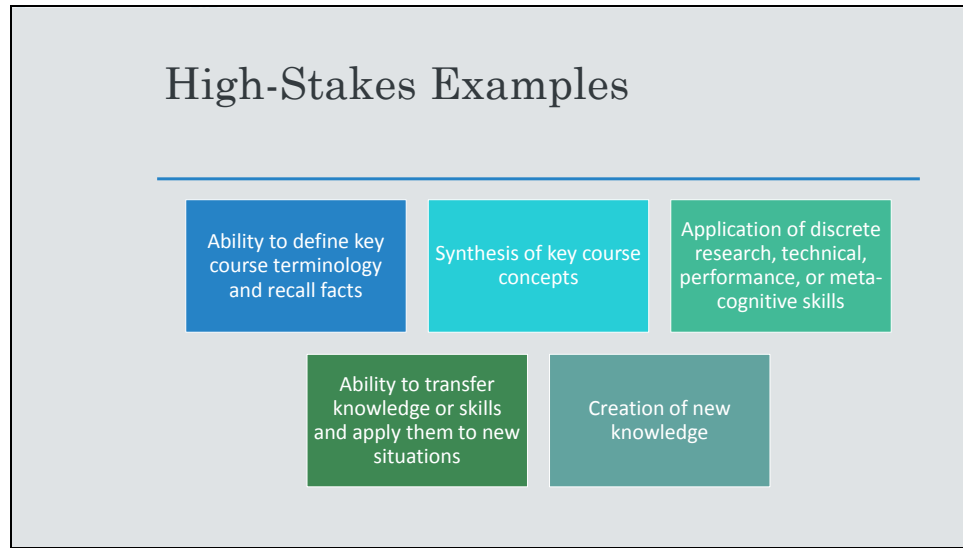 High-Stakes Examples
Ability to define key
course terminology
and recall facts
Synthesis of key course
concepts
Application of discrete
research, technical,
performance, or meta-
cognitive skills
Ability to transfer
knowledge or skills
and apply them to new
situations
Creation of new
knowledge